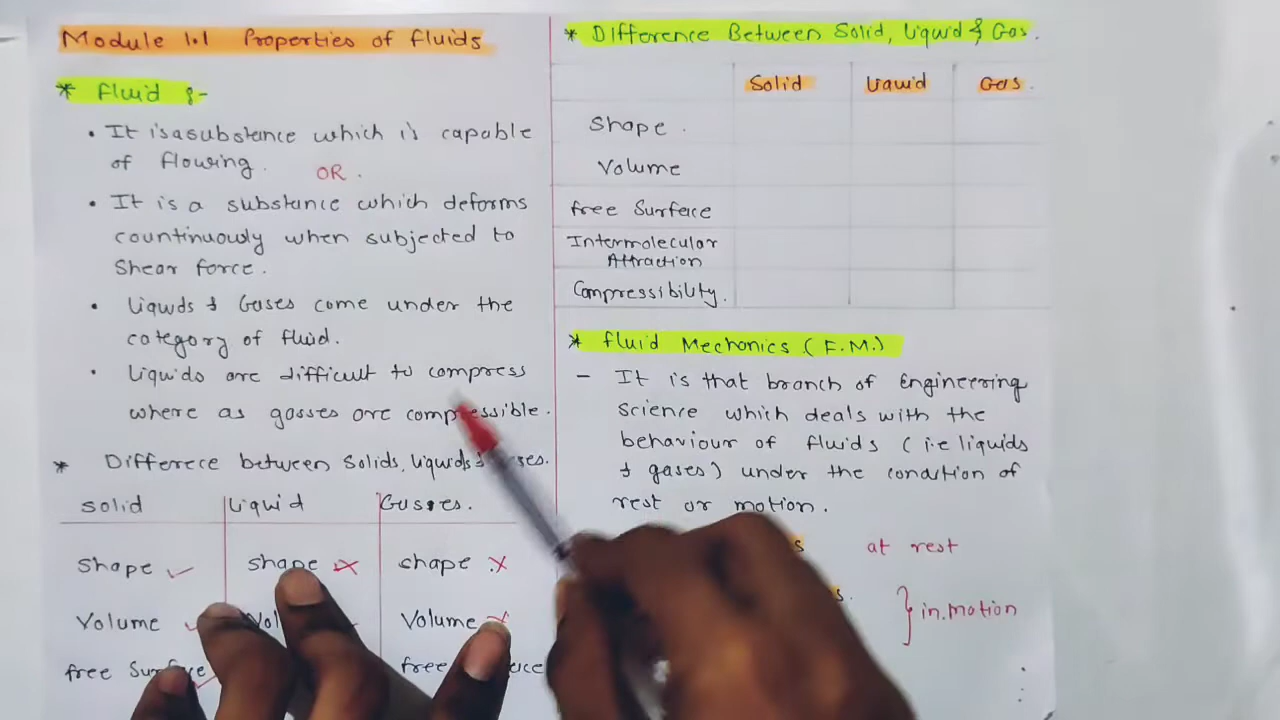 Module 1.1 Properties of fluids
* Fluid :-
• It is a substance which is capable
of flowing.
OR.
• It is a substance which deforms
countinuously when subjected to
Shear force.
• Liquids & Gases come under the
category of fluid.
• Liquids are difficult to compress
where as gasses are compressible.
* Differece between Solids, liquids
Solid Liquid Gasses.
Shape ✓ shape × shape ×
Volume Volume ×
free
* Difference Between Solid, Liquid & Gas.
Solid Liquid Gas.
Shape.
Volume
free Surface
Intermolecular
Attraction
Compressibility.
* Fluid Mechanics (F.M.)
– It is that branch of Engineering
Science which deals with the
behaviour of fluids (i.e liquids
& gases) under the condition of
rest or motion.
at rest
} in.motion